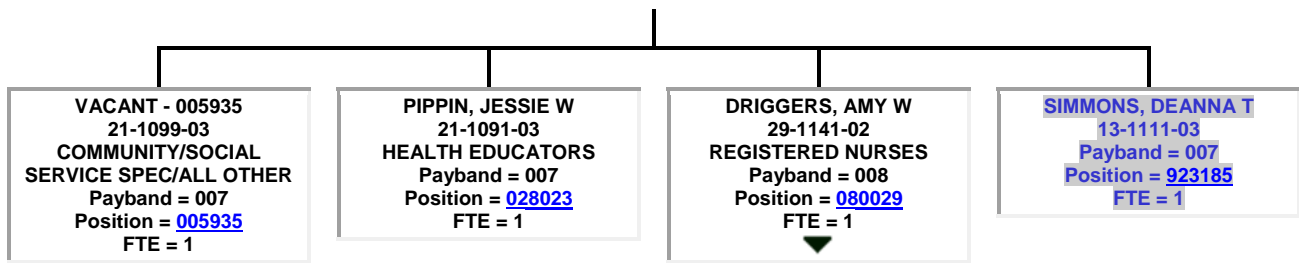 VACANT - 005935
21-1099-03
COMMUNITY/SOCIAL
SERVICE SPEC/ALL OTHER
Payband = 007
Position = 005935
FTE = 1
PIPPIN, JESSIE W
21-1091-03
HEALTH EDUCATORS
Payband = 007
Position = 028023
FTE = 1
DRIGGERS, AMY W
29-1141-02
REGISTERED NURSES
Payband = 008
Position = 080029
FTE = 1
SIMMONS, DEANNA T
13-1111-03
Payband = 007
Position = 923185
FTE = 1